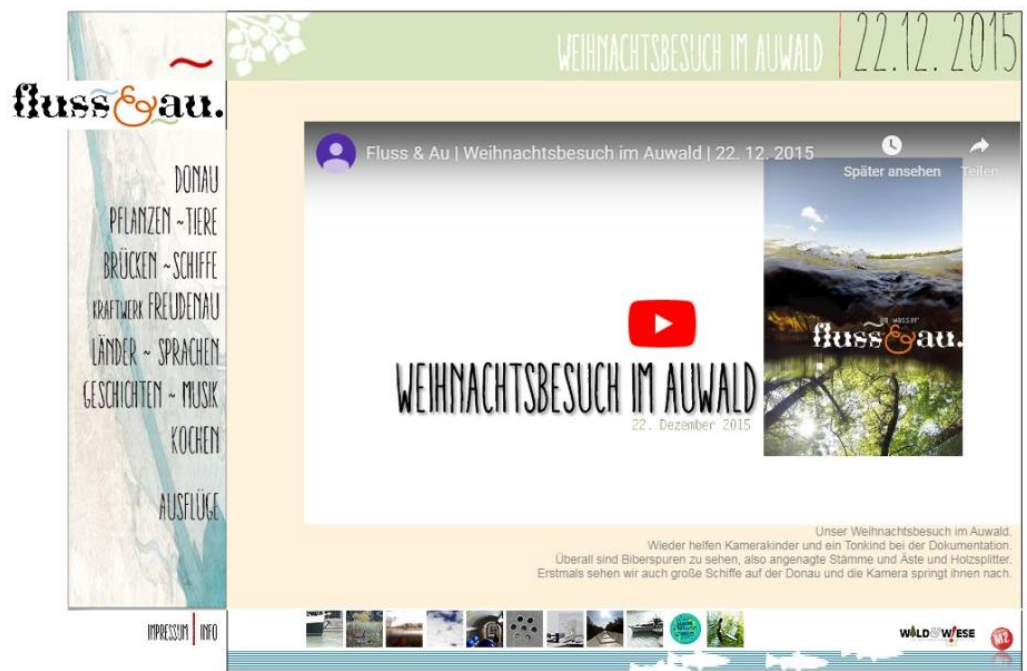 WEIHNACHTSBESUCH IM AUWALD 22.12. 2015
fluss&au.
DONAU
PFLANZEN ~TIERE
BRÜCKEN ~SCHIFFE
KRAFTWERK FREUDENAU
LÄNDER ~ SPRACHEN
GESCHICHTEN ~ MUSIK
KOCHEN
AUSFLÜGE
Fluss & Au | Weihnachtsbesuch im Auwald | 22. 12. 2015
Später ansehen
Teilen
im wasser
fluss&au.
WEIHNACHTSBESUCH IM AUWALD
22. Dezember 2015
Unser Weihnachtsbesuch im Auwald.
Wieder helfen Kamerakinder und ein Tonkind bei der Dokumentation.
Überall sind Biberspuren zu sehen, also angenagte Stämme und Äste und Holzsplitter.
Erstmals sehen wir auch große Schiffe auf der Donau und die Kamera springt ihnen nach.
IMPRESSUM | INFO
WALD&WIESE
M2